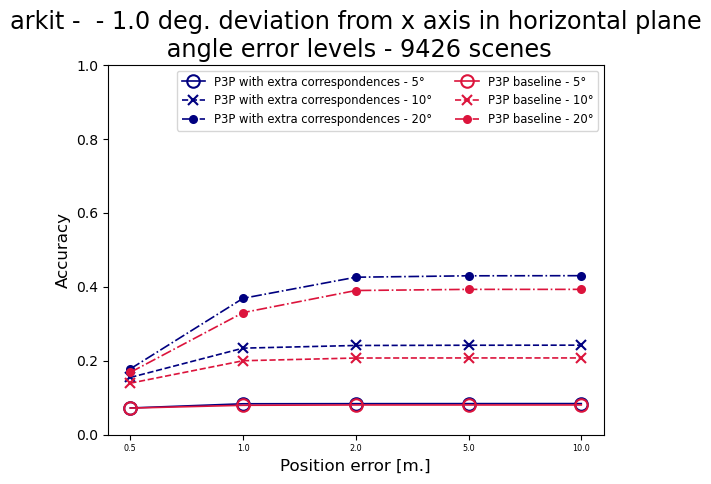 arkit -  - 1.0 deg. deviation from x axis in horizontal plane
angle error levels - 9426 scenes
P3P with extra correspondences - 5°
P3P with extra correspondences - 10°
P3P with extra correspondences - 20°
P3P baseline - 5°
P3P baseline - 10°
P3P baseline - 20°
Accuracy
1.0
0.8
0.6
0.4
0.2
0.0
0.5
1.0
2.0
5.0
10.0
Position error [m.]